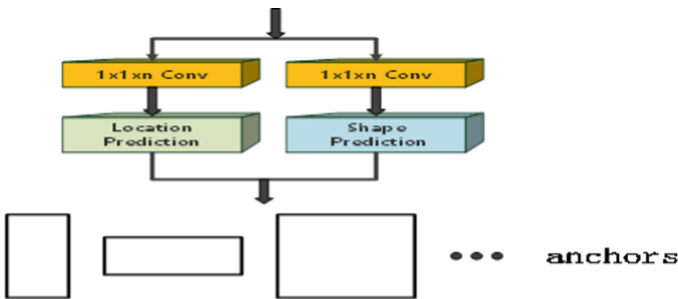 1x1xn Conv
1x1xn Conv
Location
Prediction
Shape
Prediction
anchors